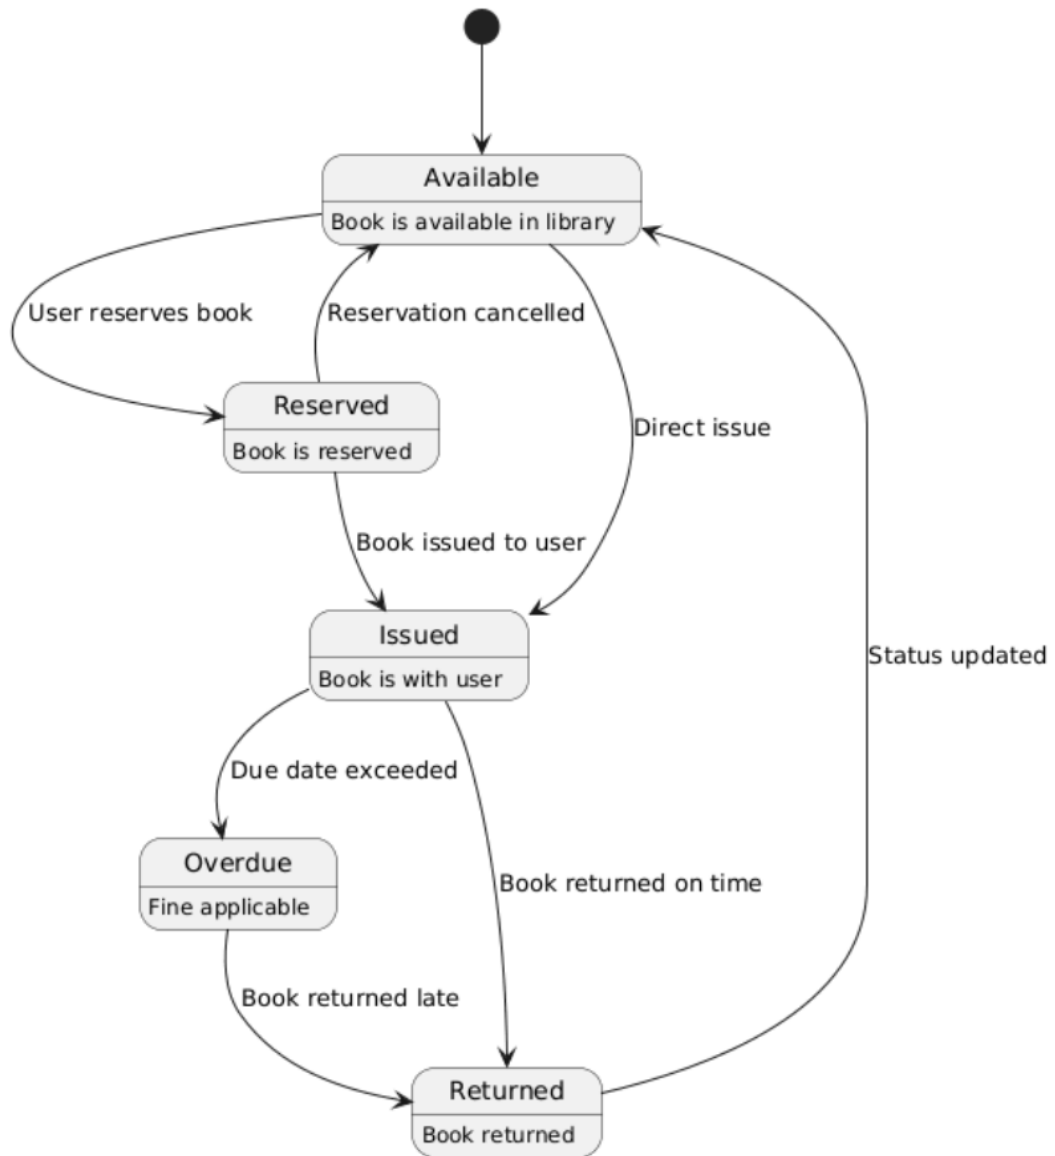 Available
Book is available in library
User reserves book
Reservation cancelled
Reserved
Book is reserved
Direct issue
Book issued to user
Issued
Book is with user
Status updated
Due date exceeded
Overdue
Fine applicable
Book returned on time
Book returned late
Returned
Book returned